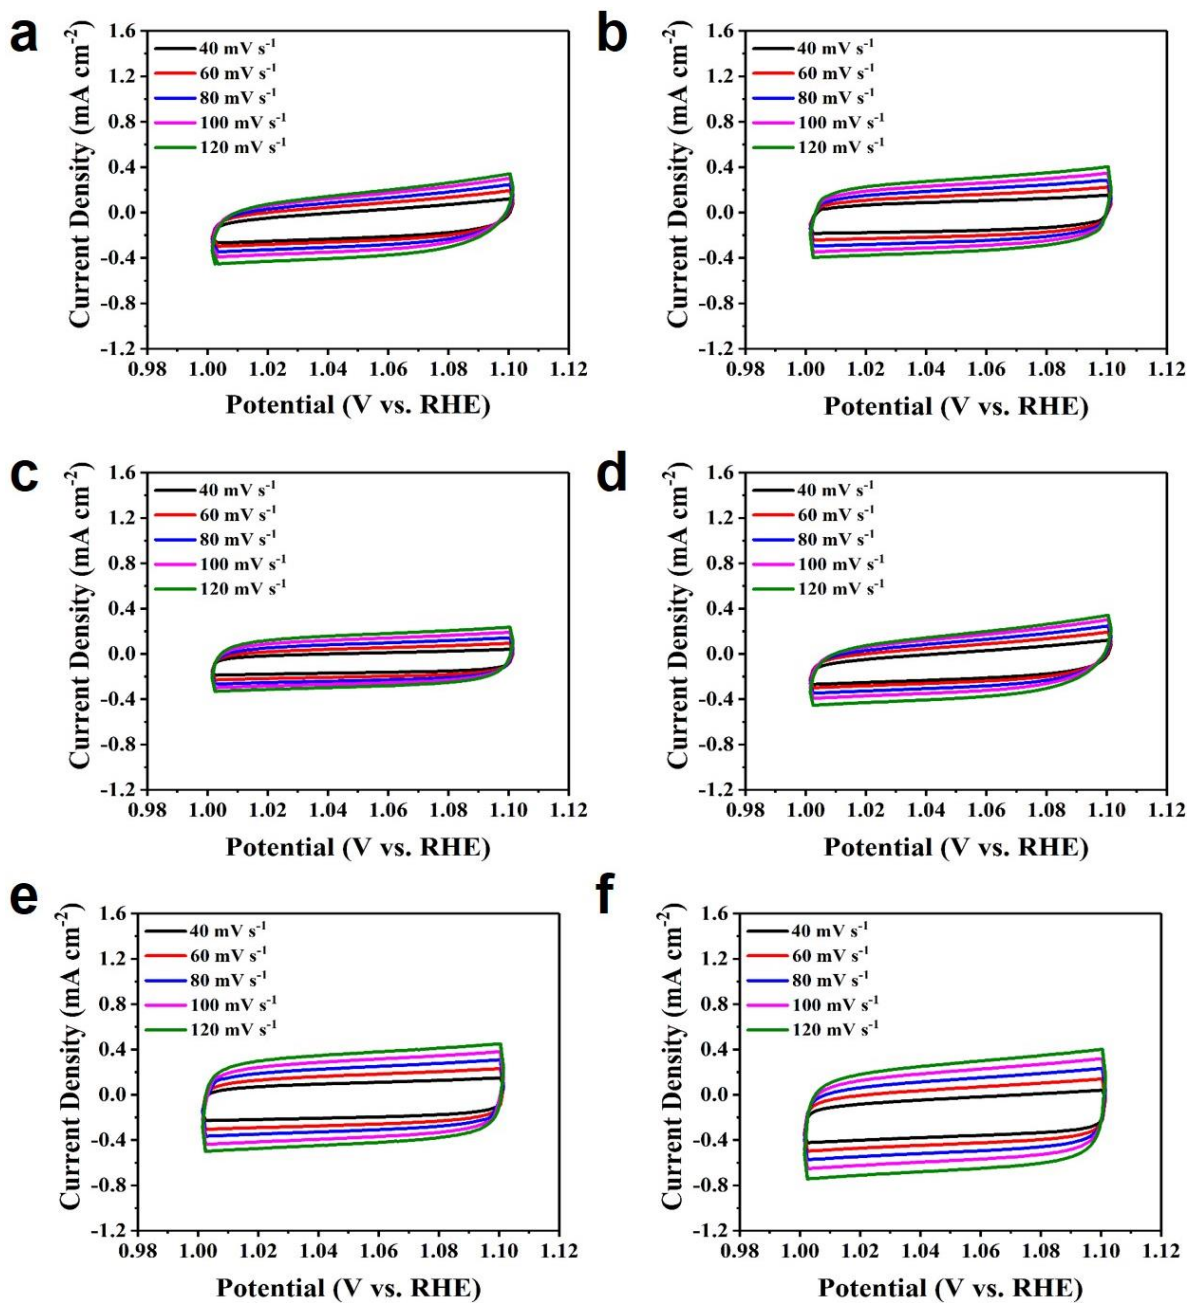 a
Current Density (mA cm⁻²)
1.6
1.2
0.8
0.4
0.0
-0.4
-0.8
-1.2
40 mV s⁻¹
60 mV s⁻¹
80 mV s⁻¹
100 mV s⁻¹
120 mV s⁻¹
0.98 1.00 1.02 1.04 1.06 1.08 1.10 1.12
Potential (V vs. RHE)
b
Current Density (mA cm⁻²)
1.6
1.2
0.8
0.4
0.0
-0.4
-0.8
-1.2
40 mV s⁻¹
60 mV s⁻¹
80 mV s⁻¹
100 mV s⁻¹
120 mV s⁻¹
0.98 1.00 1.02 1.04 1.06 1.08 1.10 1.12
Potential (V vs. RHE)
c
Current Density (mA cm⁻²)
1.6
1.2
0.8
0.4
0.0
-0.4
-0.8
-1.2
40 mV s⁻¹
60 mV s⁻¹
80 mV s⁻¹
100 mV s⁻¹
120 mV s⁻¹
0.98 1.00 1.02 1.04 1.06 1.08 1.10 1.12
Potential (V vs. RHE)
d
Current Density (mA cm⁻²)
1.6
1.2
0.8
0.4
0.0
-0.4
-0.8
-1.2
40 mV s⁻¹
60 mV s⁻¹
80 mV s⁻¹
100 mV s⁻¹
120 mV s⁻¹
0.98 1.00 1.02 1.04 1.06 1.08 1.10 1.12
Potential (V vs. RHE)
e
Current Density (mA cm⁻²)
1.6
1.2
0.8
0.4
0.0
-0.4
-0.8
-1.2
40 mV s⁻¹
60 mV s⁻¹
80 mV s⁻¹
100 mV s⁻¹
120 mV s⁻¹
0.98 1.00 1.02 1.04 1.06 1.08 1.10 1.12
Potential (V vs. RHE)
f
Current Density (mA cm⁻²)
1.6
1.2
0.8
0.4
0.0
-0.4
-0.8
-1.2
40 mV s⁻¹
60 mV s⁻¹
80 mV s⁻¹
100 mV s⁻¹
120 mV s⁻¹
0.98 1.00 1.02 1.04 1.06 1.08 1.10 1.12
Potential (V vs. RHE)